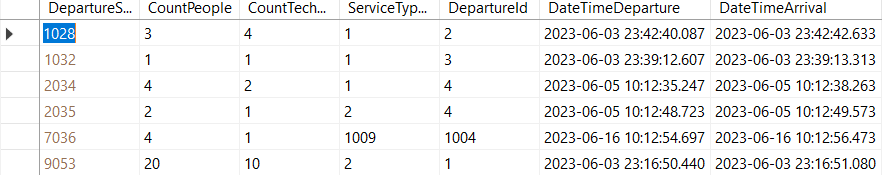 DepartureS... CountPeople CountTech... ServiceTyp... DepartureId DateTimeDeparture DateTimeArrival
1028 3 4 1 2 2023-06-03 23:42:40.087 2023-06-03 23:42:42.633
1032 1 1 1 3 2023-06-03 23:39:12.607 2023-06-03 23:39:13.313
2034 4 2 1 4 2023-06-05 10:12:35.247 2023-06-05 10:12:38.263
2035 2 1 2 4 2023-06-05 10:12:48.723 2023-06-05 10:12:49.573
7036 4 1 1009 1004 2023-06-16 10:12:54.697 2023-06-16 10:12:56.473
9053 20 10 2 1 2023-06-03 23:16:50.440 2023-06-03 23:16:51.080